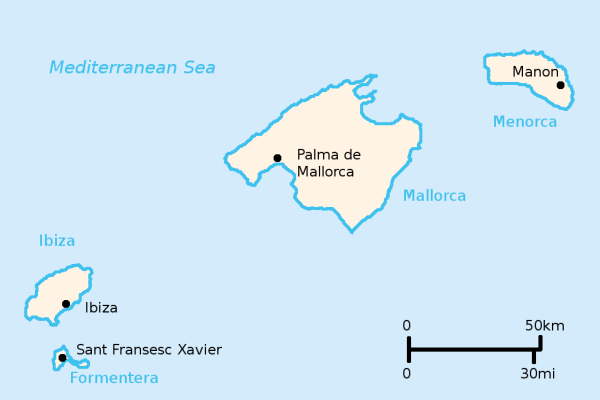 Mediterranean Sea
Manon
Menorca
Palma de
Mallorca
Mallorca
Ibiza
Ibiza
Sant Fransesc Xavier
Formentera
0 50km
0 30mi